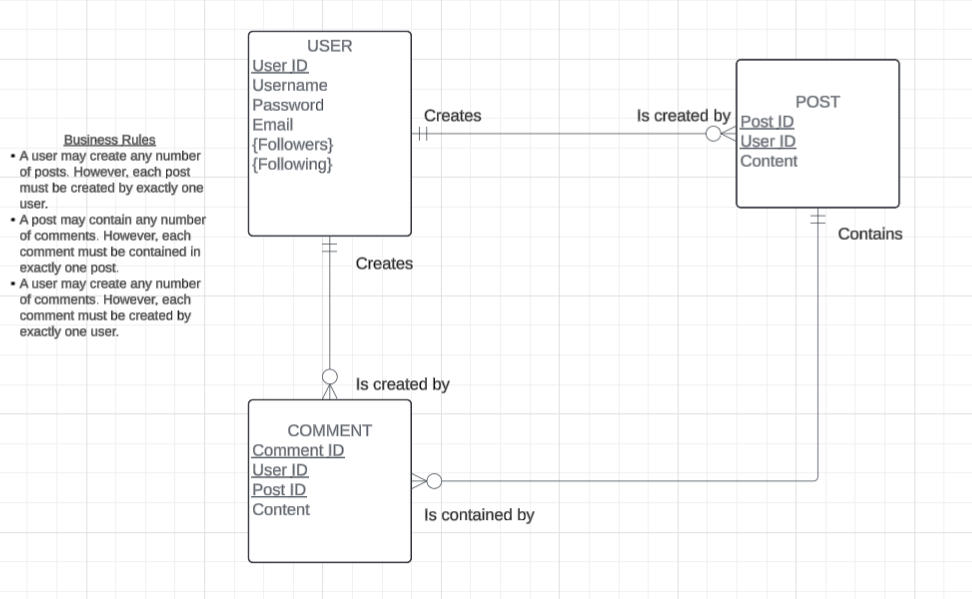 USER
User ID
Username
Password
Email
{Followers}
{Following}
Creates
Is created by
POST
Post ID
User ID
Content
Business Rules
• A user may create any number
of posts. However, each post
must be created by exactly one
user.
• A post may contain any number
of comments. However, each
comment must be contained in
exactly one post.
• A user may create any number
of comments. However, each
comment must be created by
exactly one user.
Contains
Creates
Is created by
COMMENT
Comment ID
User ID
Post ID
Content
Is contained by